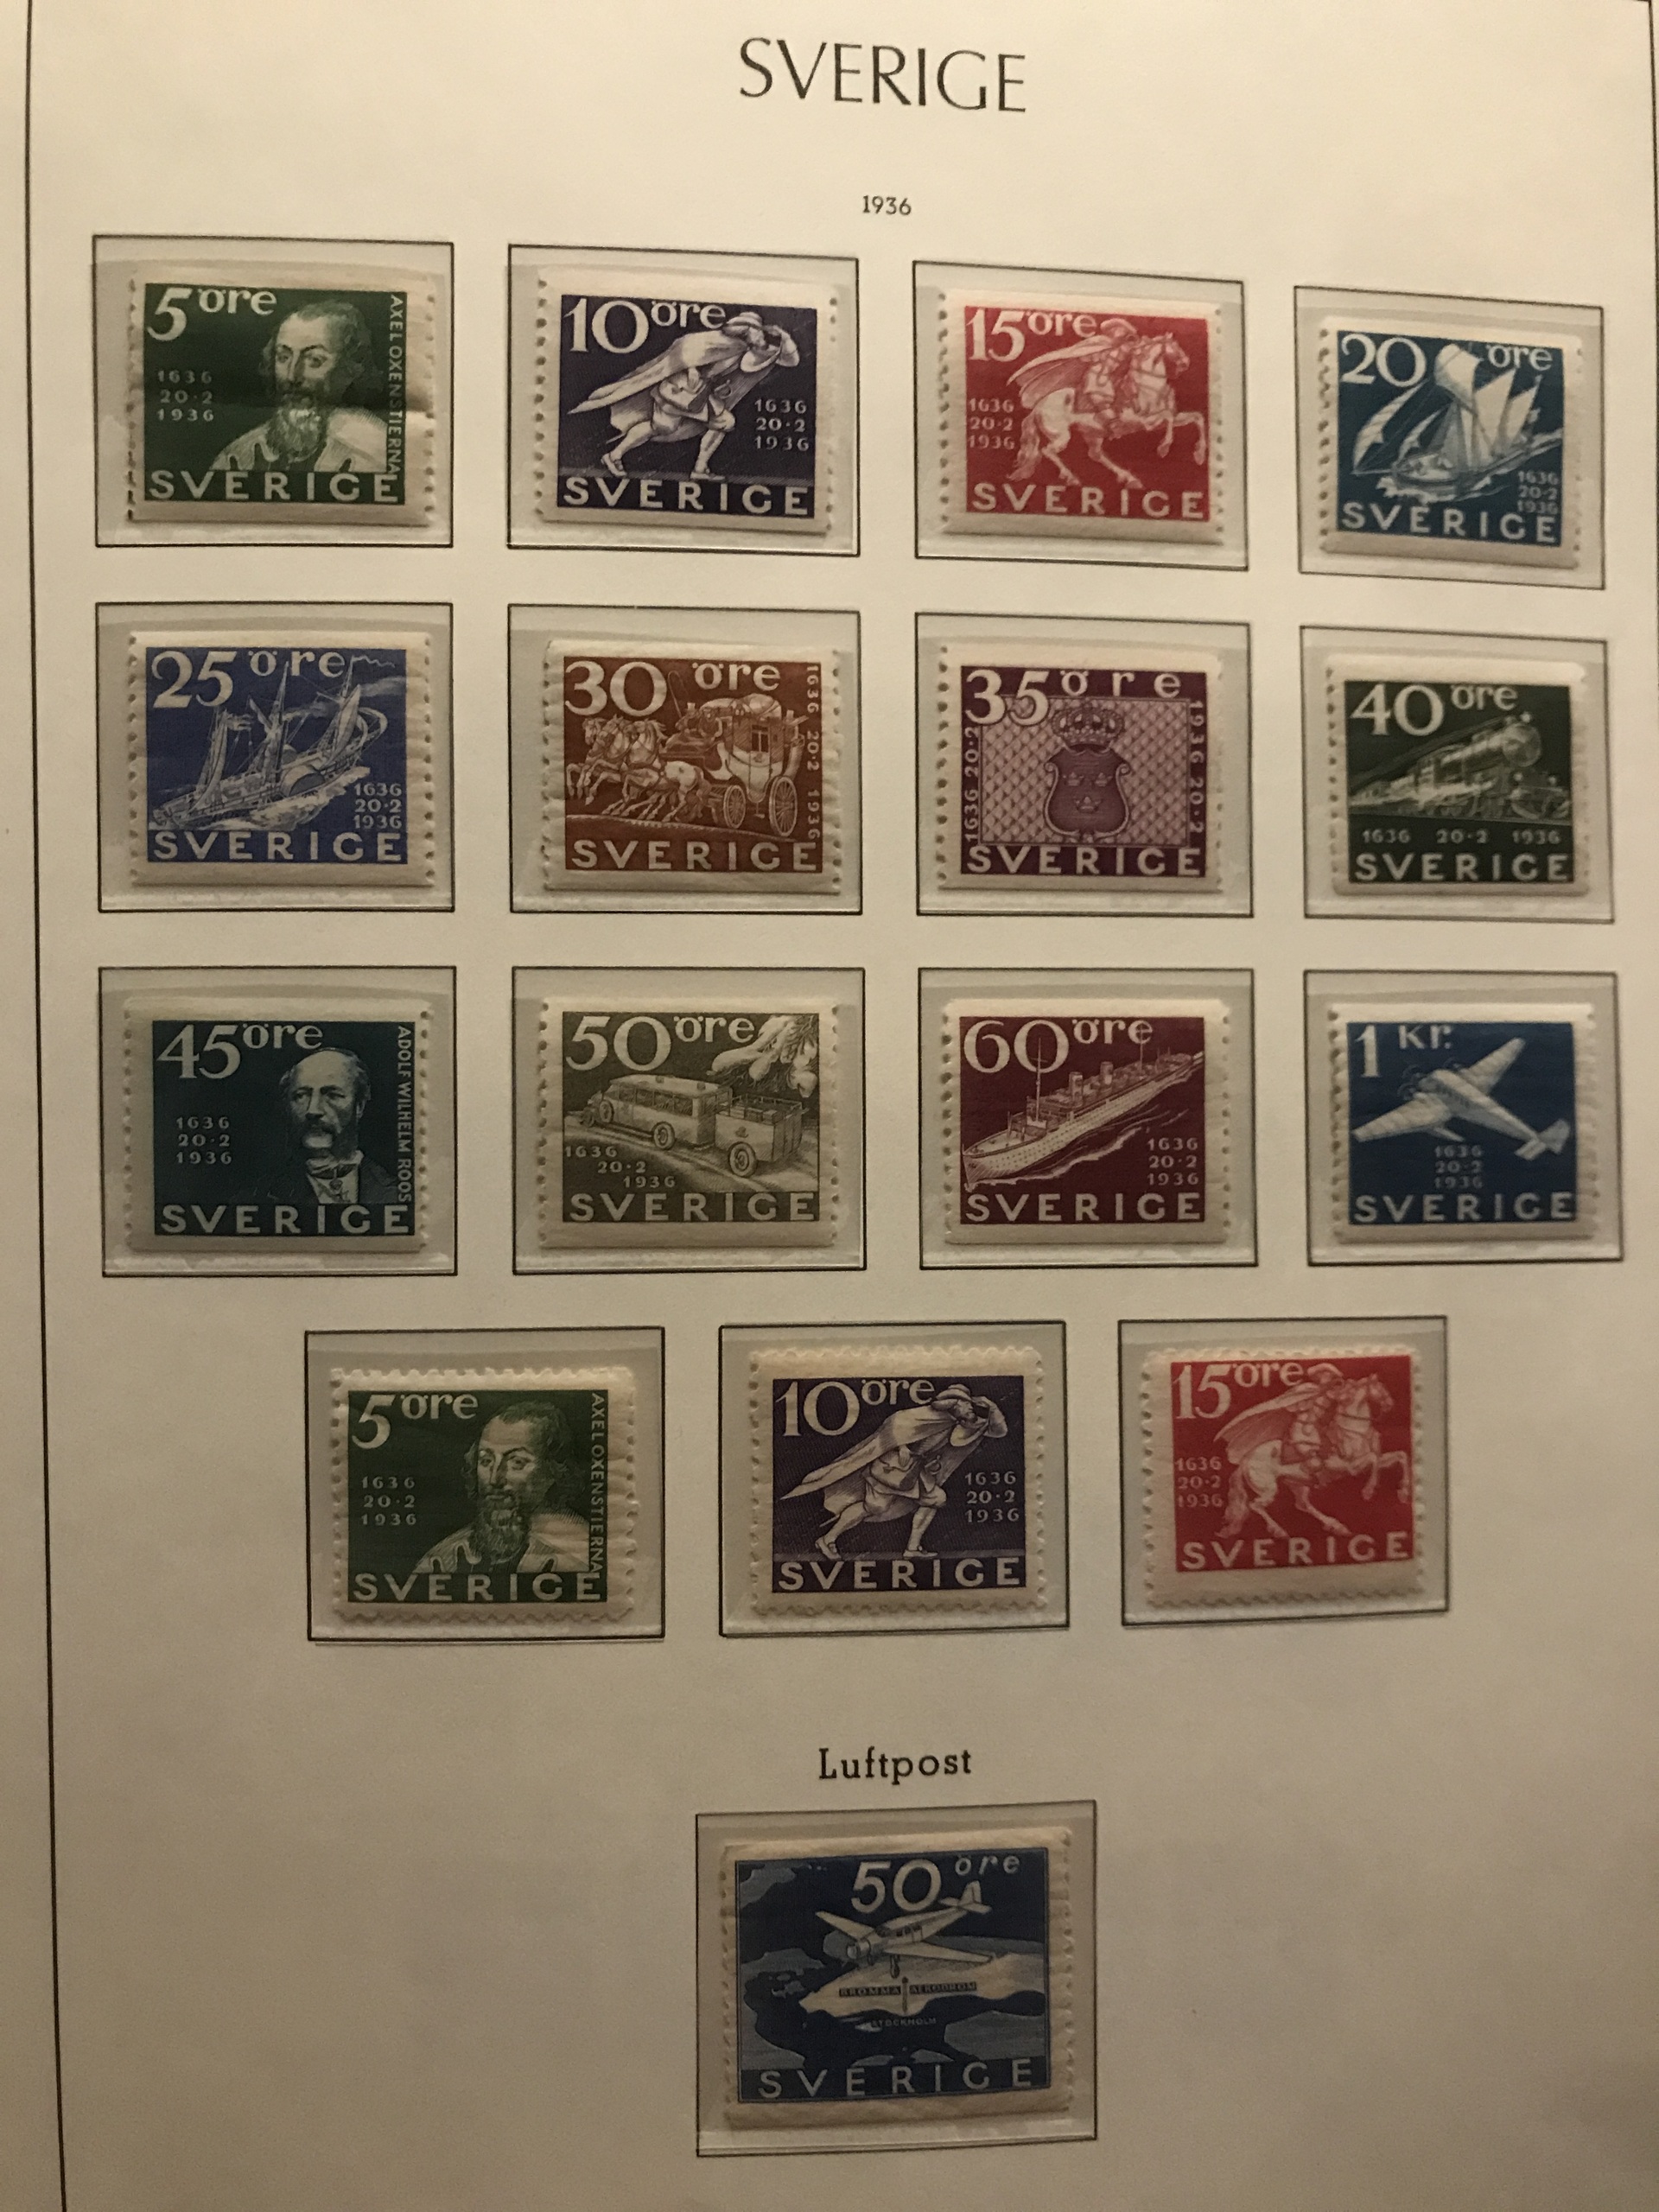 SVERIGE
1936
5 öre
AXEL OXENSTIERNA
1636
20·2
1936
SVERIGE
10 öre
1636
20·2
1936
SVERIGE
15 öre
1636
20·2
1936
SVERIGE
20 öre
1636
20·2
1936
SVERIGE
25 öre
1636
20·2
1936
SVERIGE
30 öre
1636 20·2 1936
SVERIGE
35 öre
1636 20·2
1936 20·2
SVERIGE
40 öre
1636 20·2 1936
SVERIGE
45 öre
ADOLF WILHELM ROOS
1636
20·2
1936
SVERIGE
50 öre
1636
20·2
1936
SVERIGE
60 öre
1636
20·2
1936
SVERIGE
1 Kr.
1636
20·2
1936
SVERIGE
5 öre
AXEL OXENSTIERNA
1636
20·2
1936
SVERIGE
10 öre
1636
20·2
1936
SVERIGE
15 öre
1636
20·2
1936
SVERIGE
Luftpost
50 öre
BROMMA AERODROM
STOCKHOLM
SVERIGE